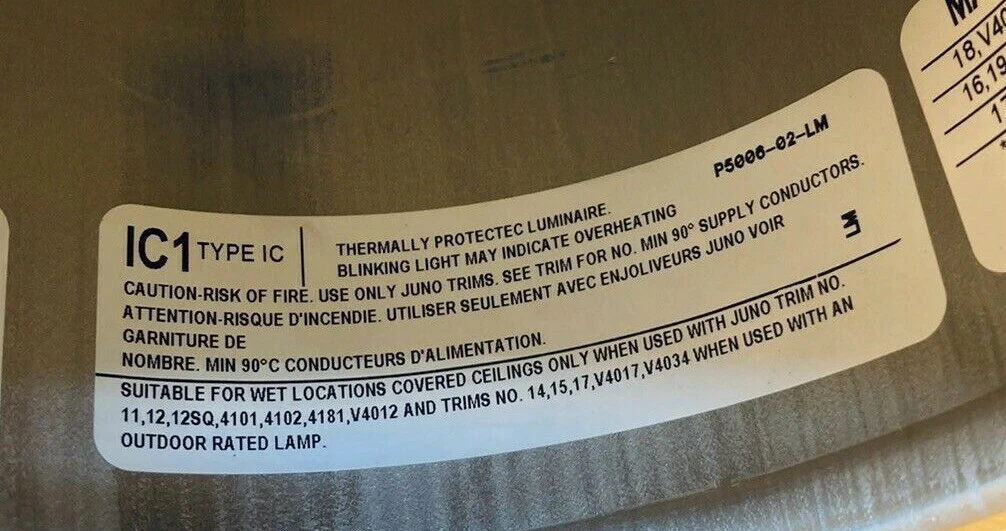 P5006-02-LM
IC1 TYPE IC
THERMALLY PROTECTEC LUMINAIRE.
BLINKING LIGHT MAY INDICATE OVERHEATING
CAUTION-RISK OF FIRE. USE ONLY JUNO TRIMS. SEE TRIM FOR NO. MIN 90° SUPPLY CONDUCTORS.
ATTENTION-RISQUE D'INCENDIE. UTILISER SEULEMENT AVEC ENJOLIVEURS JUNO VOIR
GARNITURE DE
NOMBRE. MIN 90°C CONDUCTEURS D'ALIMENTATION.
SUITABLE FOR WET LOCATIONS COVERED CEILINGS ONLY WHEN USED WITH JUNO TRIM NO.
11,12,12SQ,4101,4102,4181,V4012 AND TRIMS NO. 14,15,17,V4017,V4034 WHEN USED WITH AN
OUTDOOR RATED LAMP.
18,V40
16,19